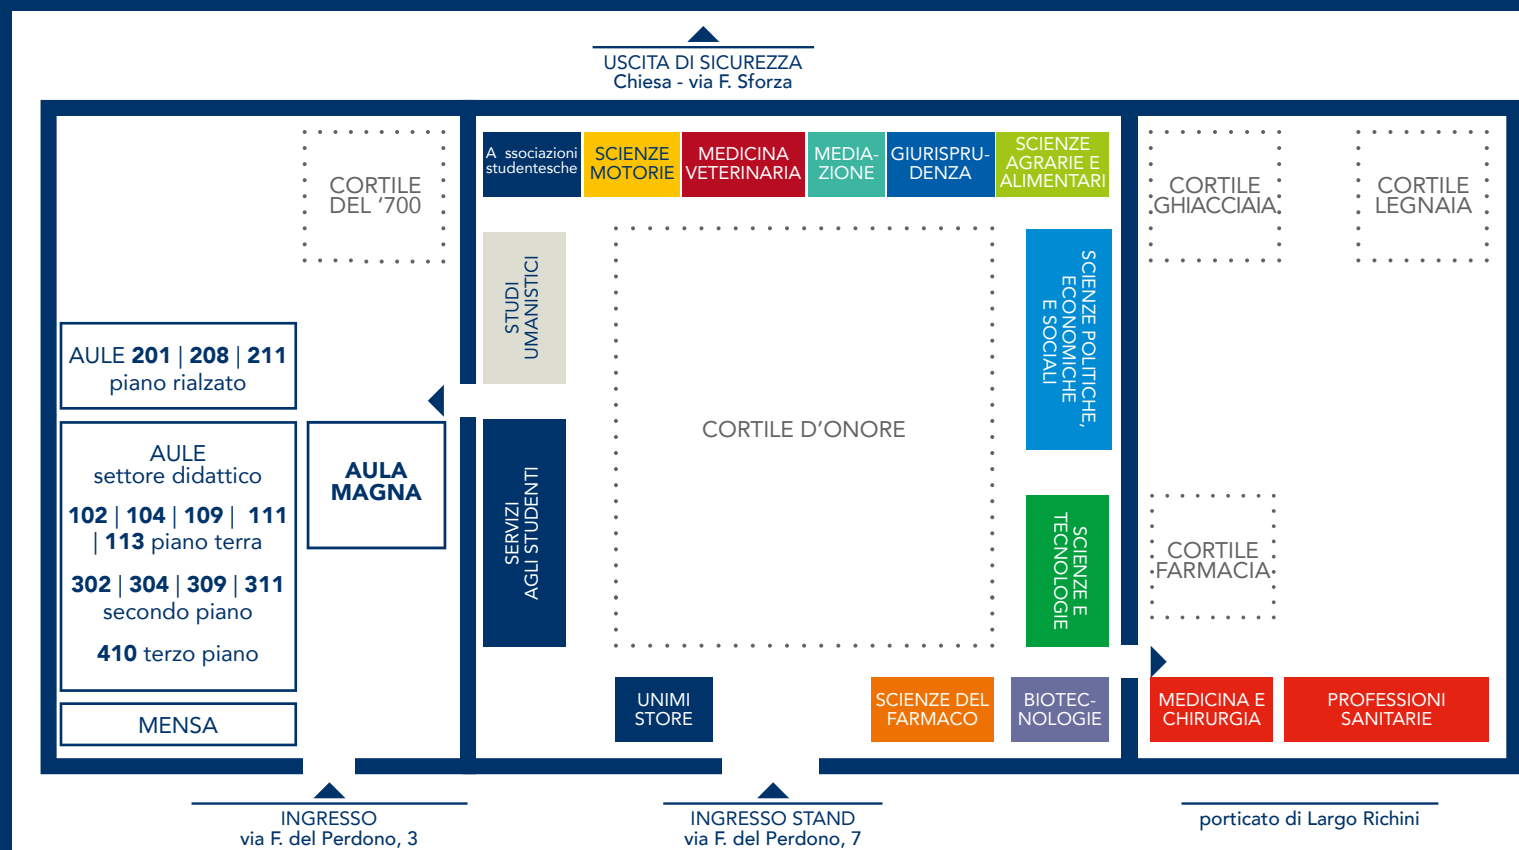 USCITA DI SICUREZZA
Chiesa - via F. Sforza
CORTILE
DEL ‘700
A ssociazioni
studentesche
SCIENZE
MOTORIE
MEDICINA
VETERINARIA
MEDIA-
ZIONE
GIURISPRU-
DENZA
SCIENZE
AGRARIE E
ALIMENTARI
CORTILE
GHIACCIAIA
CORTILE
LEGNAIA
STUDI
UMANISTICI
SCIENZE POLITICHE,
ECONOMICHE
E SOCIALI
AULE 201 | 208 | 211
piano rialzato
AULE
settore didattico
102 | 104 | 109 | 111
| 113 piano terra
302 | 304 | 309 | 311
secondo piano
410 terzo piano
AULA
MAGNA
CORTILE D’ONORE
SERVIZI
AGLI STUDENTI
SCIENZE E
TECNOLOGIE
CORTILE
FARMACIA
MENSA
UNIMI
STORE
SCIENZE DEL
FARMACO
BIOTEC-
NOLOGIE
MEDICINA E
CHIRURGIA
PROFESSIONI
SANITARIE
INGRESSO
via F. del Perdono, 3
INGRESSO STAND
via F. del Perdono, 7
porticato di Largo Richini